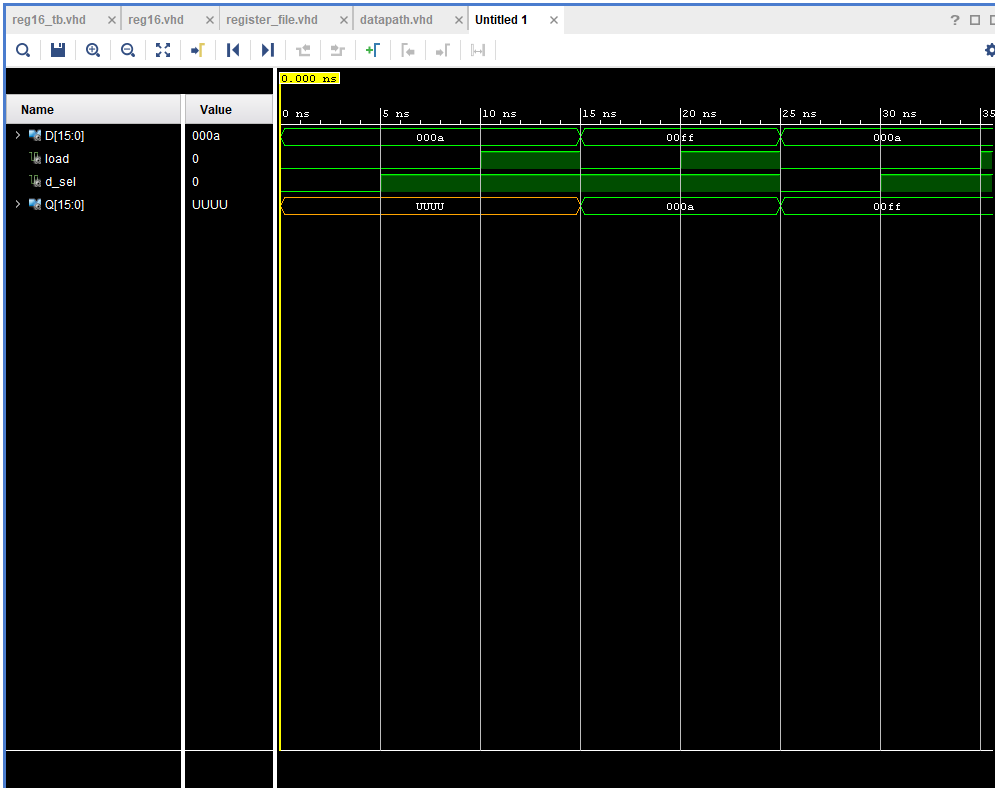 reg16_tb.vhd × reg16.vhd × register_file.vhd × datapath.vhd × Untitled 1 × ?
0.000 ns
Name Value
0 ns 5 ns 10 ns 15 ns 20 ns 25 ns 30 ns 35
D[15:0] 000a 000a 00ff 000a
load 0
d_sel 0
Q[15:0] UUUU UUUU 000a 00ff